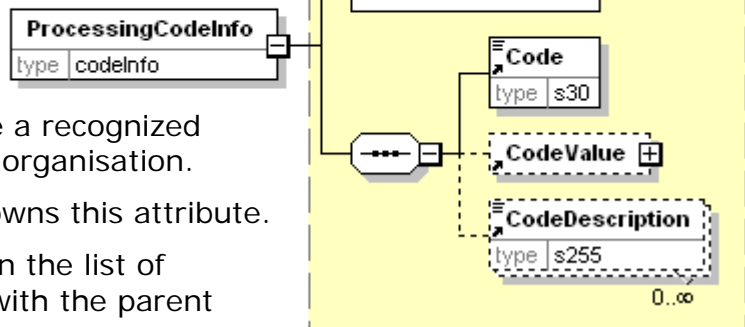 ProcessingCodeInfo
type codeInfo
e a recognized
organisation.
owns this attribute.
n the list of
with the parent
Code
type s30
CodeValue
CodeDescription
type s255
0..∞